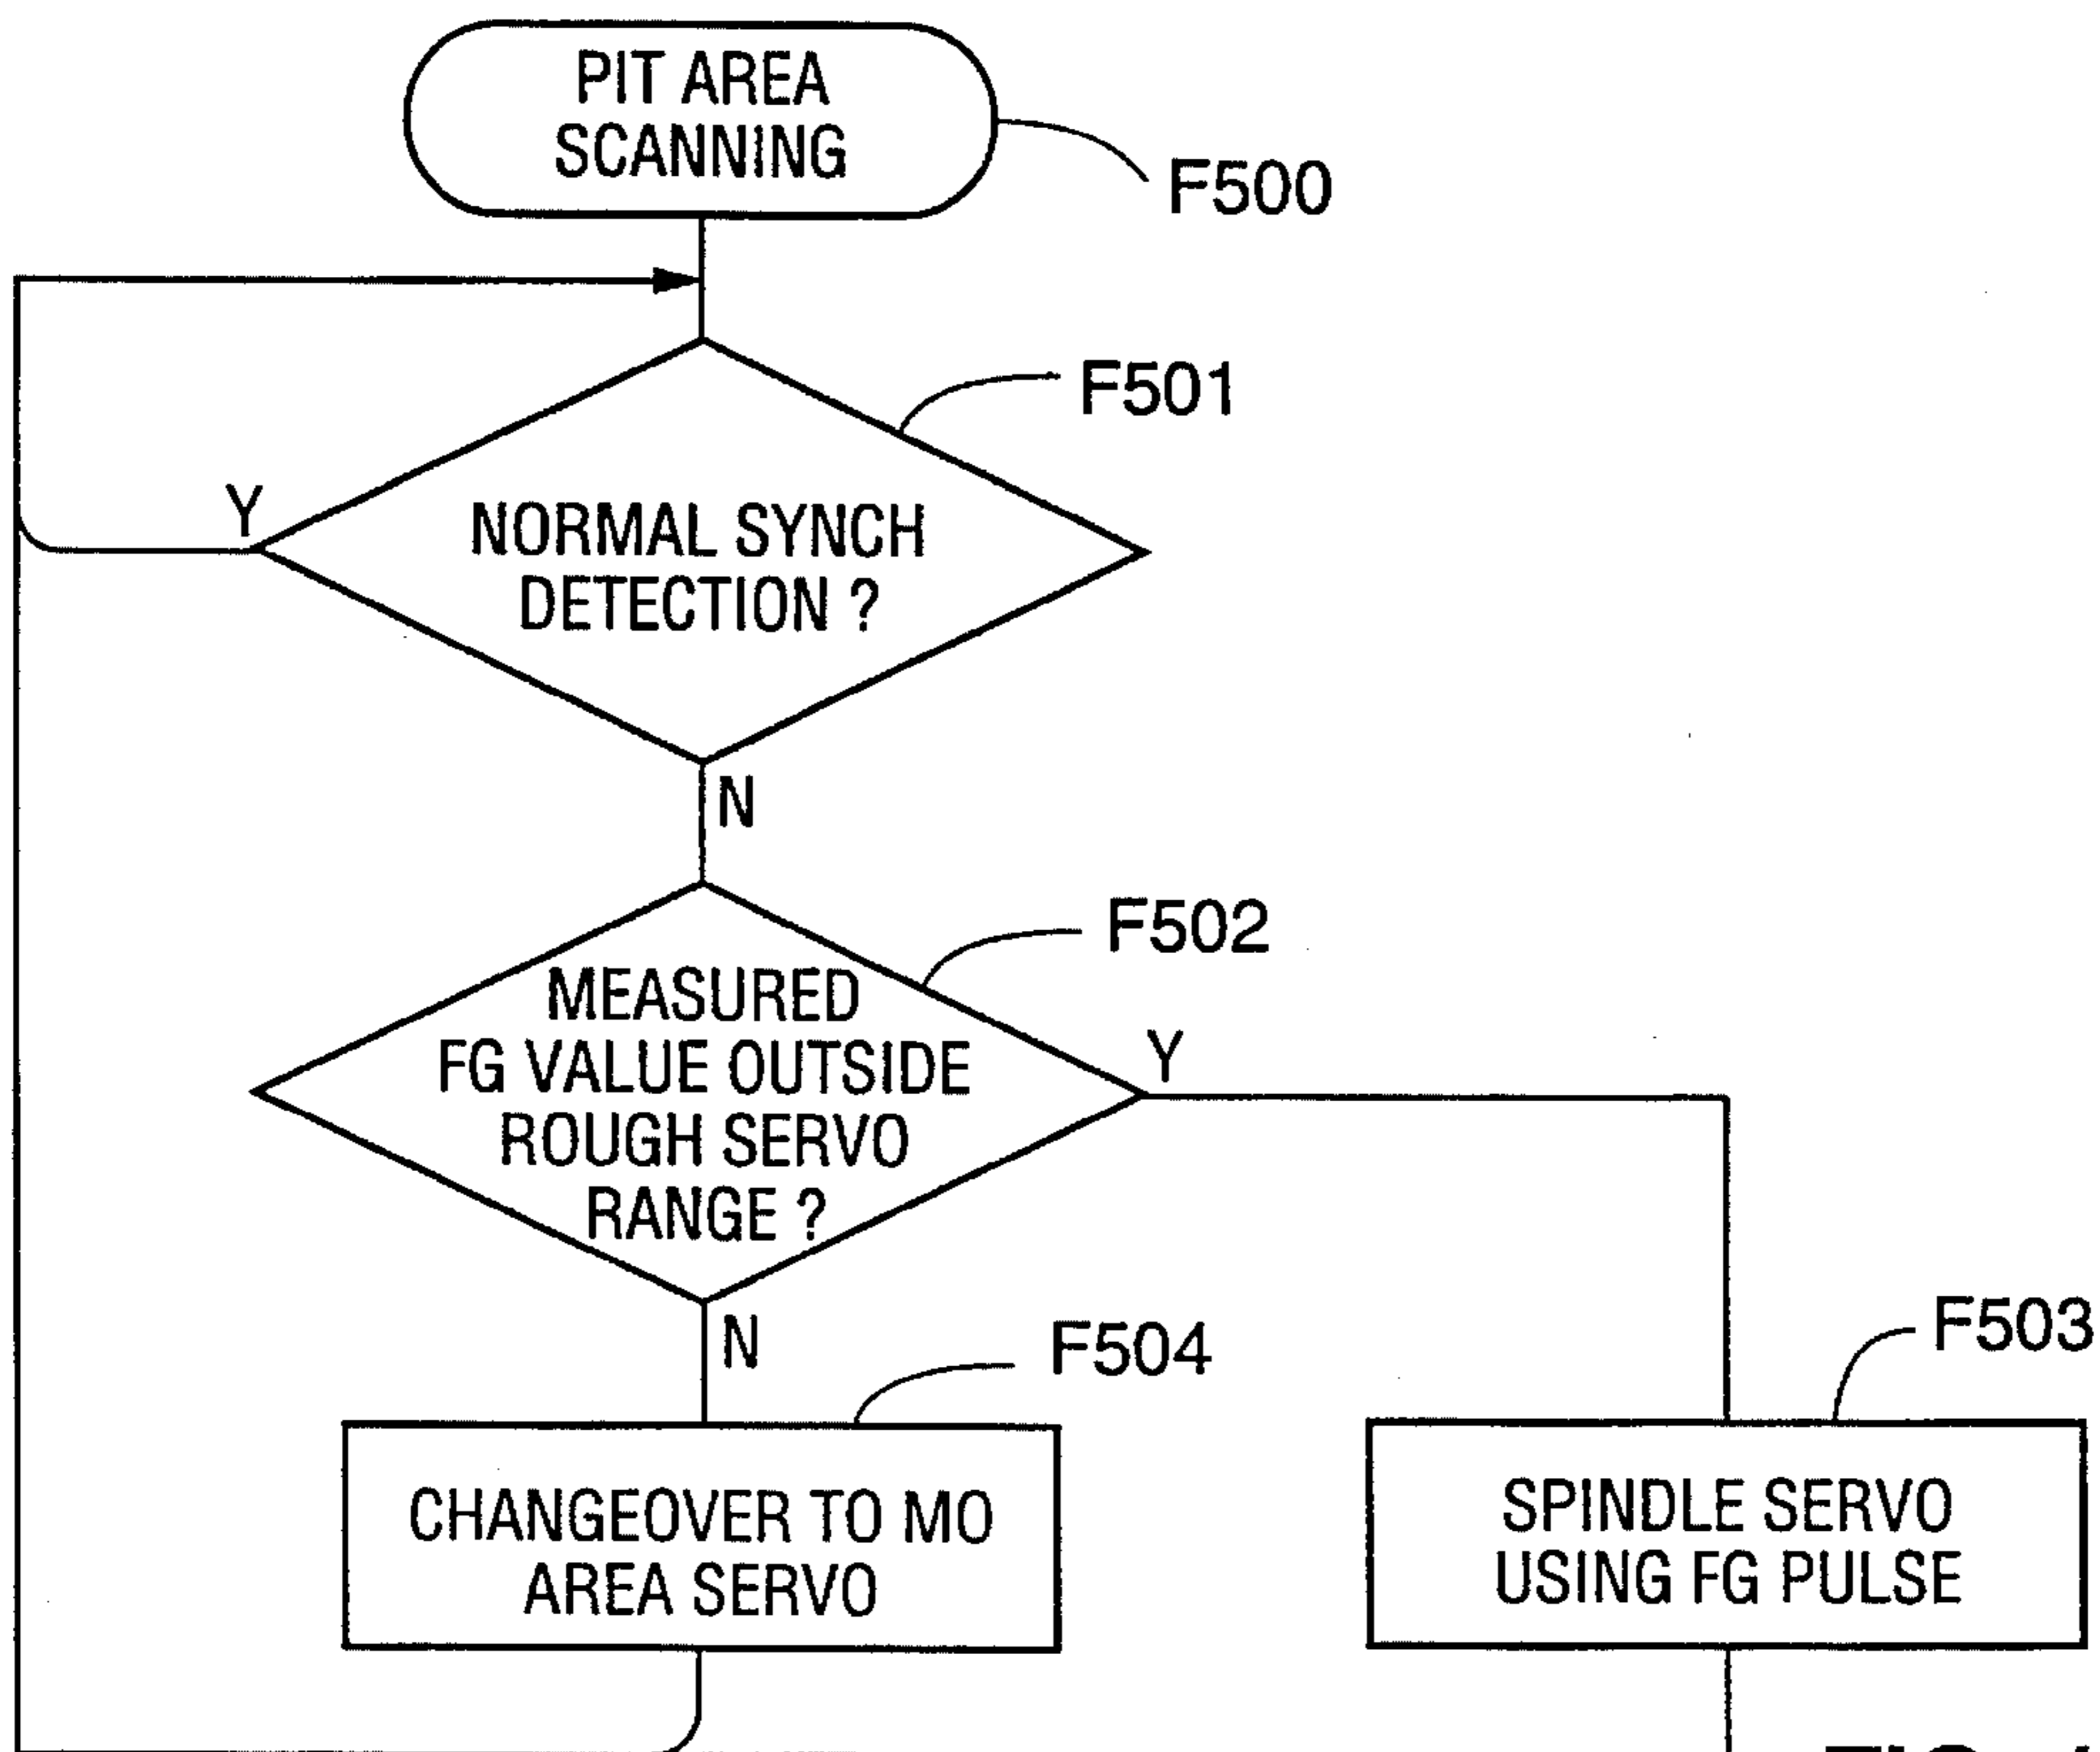 PIT AREA
SCANNING
F500
F501
Y
NORMAL SYNCH
DETECTION ?
N
F502
MEASURED
FG VALUE OUTSIDE
ROUGH SERVO
RANGE ?
Y
N
F504
F503
CHANGEOVER TO MO
AREA SERVO
SPINDLE SERVO
USING FG PULSE